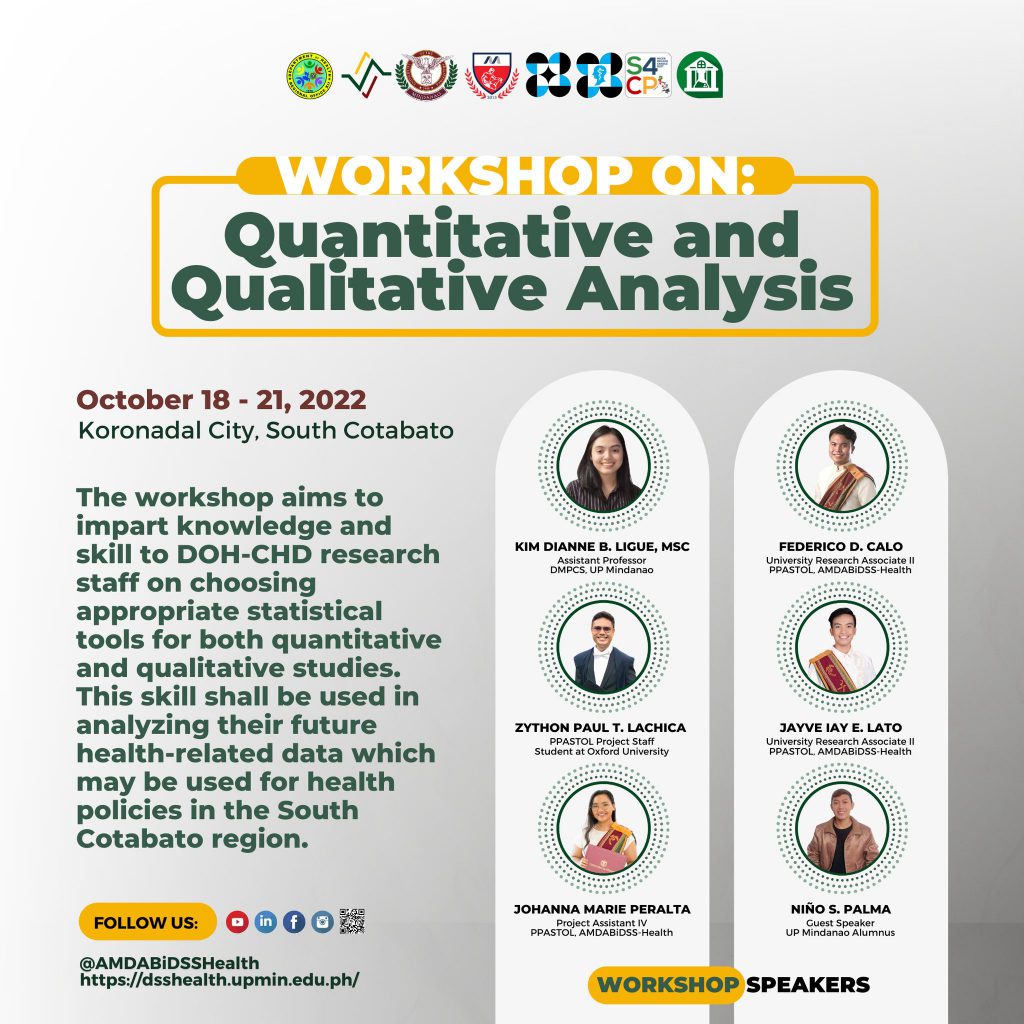 S4
CP
WORKSHOP ON:
Quantitative and
Qualitative Analysis
October 18 - 21, 2022
Koronadal City, South Cotabato
The workshop aims to
impart knowledge and
skill to DOH-CHD research
staff on choosing
appropriate statistical
tools for both quantitative
and qualitative studies.
This skill shall be used in
analyzing their future
health-related data which
may be used for health
policies in the South
Cotabato region.
FOLLOW US:
@AMDABiDSSHealth
https://dsshealth.upmin.edu.ph/
KIM DIANNE B. LIGUE, MSC
Assistant Professor
DMPCS, UP Mindanao
ZYTHON PAUL T. LACHICA
PPASTOL Project Staff
Student at Oxford University
JOHANNA MARIE PERALTA
Project Assistant IV
PPASTOL, AMDABiDSS-Health
FEDERICO D. CALO
University Research Associate II
PPASTOL, AMDABiDSS-Health
JAYVE IAY E. LATO
University Research Associate II
PPASTOL, AMDABiDSS-Health
NIÑO S. PALMA
Guest Speaker
UP Mindanao Alumnus
WORKSHOP SPEAKERS